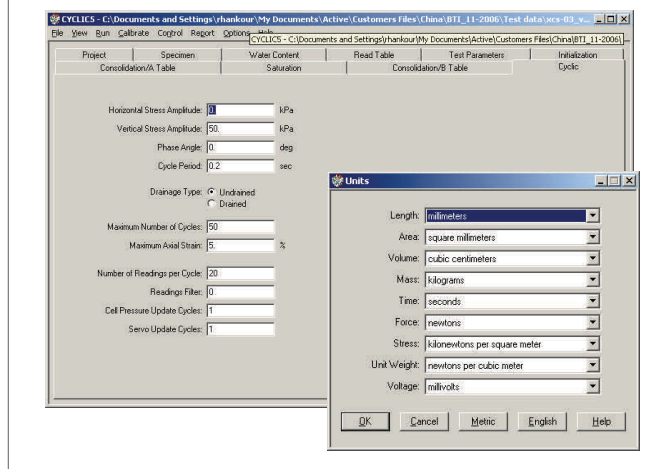 CYCLIC5 - C:\Documents and Settings\rhankour\My Documents\Active\Customers Files\China\BTI_11-2006\Test data\xcs-03_v...
File View Run Calibrate Control Report Options Help
CYCLIC5 - C:\Documents and Settings\rhankour\My Documents\Active\Customers Files\China\BTI_11-2006\
Project Specimen Water Content Read Table Test Parameters Initialization
Consolidation/A Table Saturation Consolidation/B Table Cyclic
Horizontal Stress Amplitude: 0. kPa
Vertical Stress Amplitude: 50. kPa
Phase Angle: 0. deg
Cycle Period: 0.2 sec
Drainage Type: Undrained
Drained
Maximum Number of Cycles: 50
Maximum Axial Strain: 5. %
Number of Readings per Cycle: 20
Readings Filter: 0.
Cell Pressure Update Cycles: 1
Servo Update Cycles: 1
Units
Length: millimeters
Area: square millimeters
Volume: cubic centimeters
Mass: kilograms
Time: seconds
Force: newtons
Stress: kilonewtons per square meter
Unit Weight: newtons per cubic meter
Voltage: millivolts
OK Cancel Metric English Help